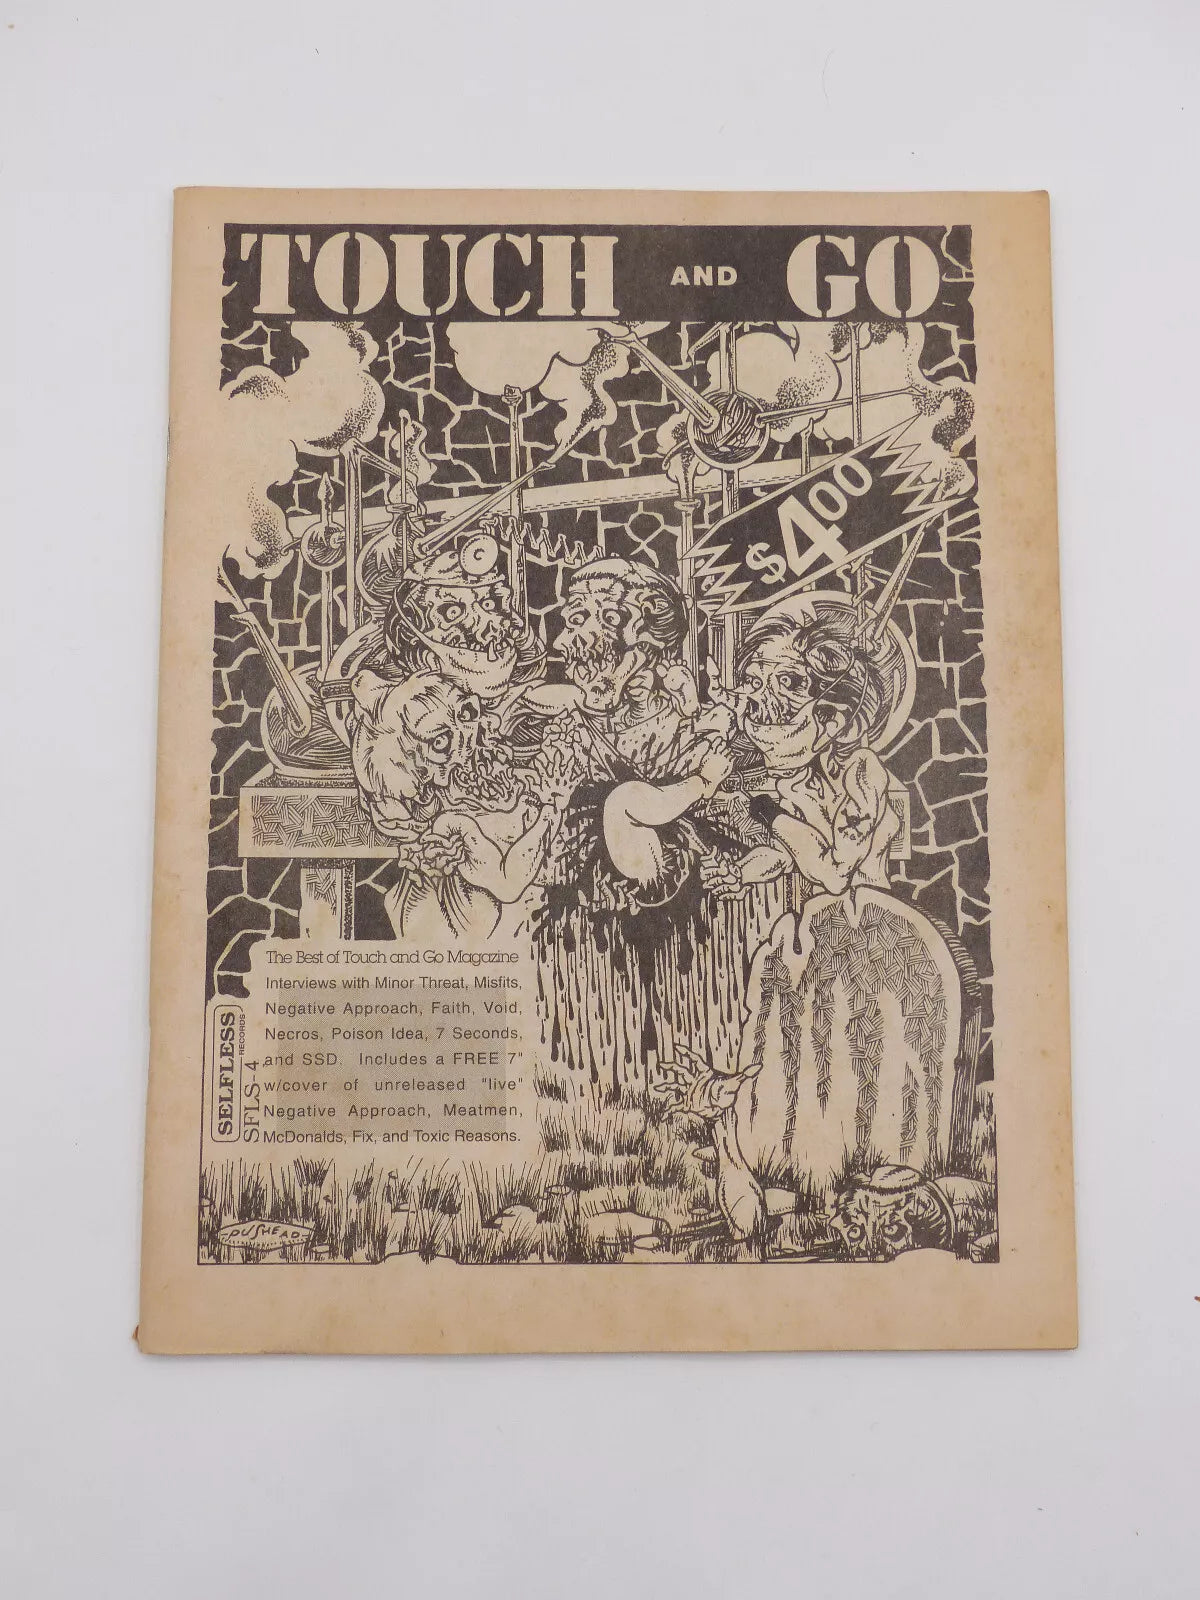 TOUCH AND GO
$400
The Best of Touch and Go Magazine
Interviews with Minor Threat, Misfits,
Negative Approach, Faith, Void,
Necros, Poison Idea, 7 Seconds,
and SSD. Includes a FREE 7"
w/cover of unreleased "live"
Negative Approach, Meatmen,
McDonalds, Fix, and Toxic Reasons.
SELFLESS
RECORDS
SFLS-4
PUSHEAD